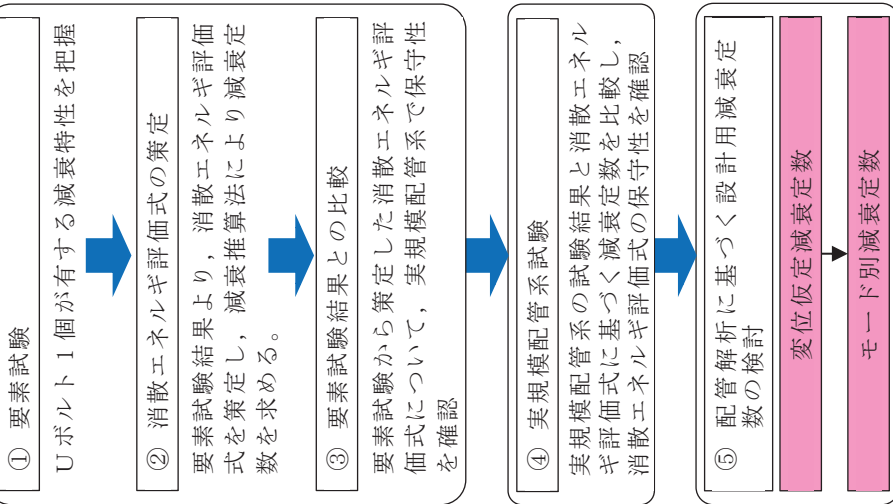 ① 要素試験
Uボルト1個が有する減衰特性を把握
② 消散エネルギ評価式の策定
要素試験結果より，消散エネルギ評価
式を策定し，減衰推算法により減衰定
数を求める。
③ 要素試験結果との比較
要素試験から策定した消散エネルギ評
価式について，実規模配管系で保守性
を確認
④ 実規模配管系試験
実規模配管系の試験結果と消散エネル
ギ評価式に基づく減衰定数を比較し，
消散エネルギ評価式の保守性を確認
⑤ 配管解析に基づく設計用減衰定
数の検討
変位仮定減衰定数
モード別減衰定数